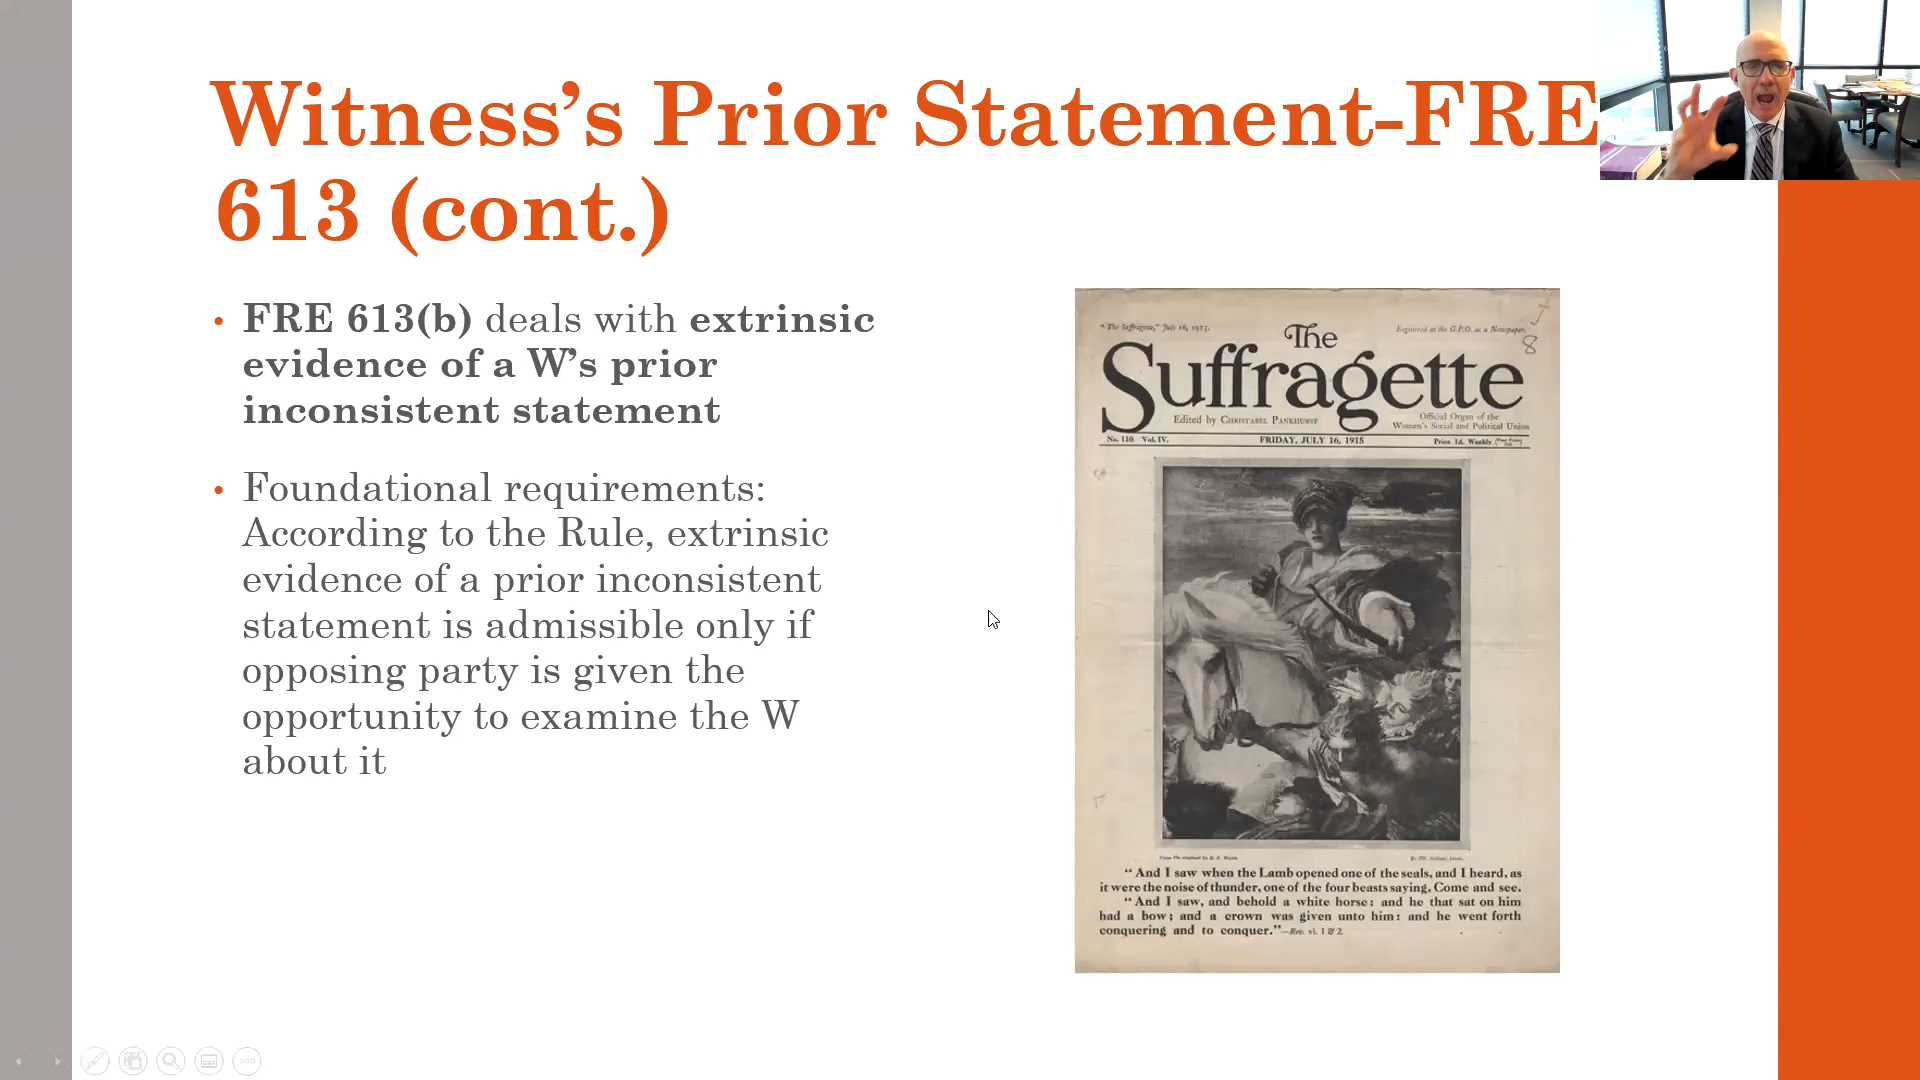 Witness’s Prior Statement-FRE
613 (cont.)
• FRE 613(b) deals with extrinsic
evidence of a W’s prior
inconsistent statement
• Foundational requirements:
According to the Rule, extrinsic
evidence of a prior inconsistent
statement is admissible only if
opposing party is given the
opportunity to examine the W
about it
8
The
Suffragette
Edited by CHRISTABEL PANKHURST
Official Organ of the
Women's Social and Political Union
No. 110. Vol. IV.
FRIDAY, JULY 16, 1915
Price 1d. Weekly
“ And I saw when the Lamb opened one of the seals, and I heard, as
it were the noise of thunder, one of the four beasts saying, Come and see.
“ And I saw, and behold a white horse: and he that sat on him
had a bow; and a crown was given unto him: and he went forth
conquering and to conquer.”—Rev. vi. 1 & 2.